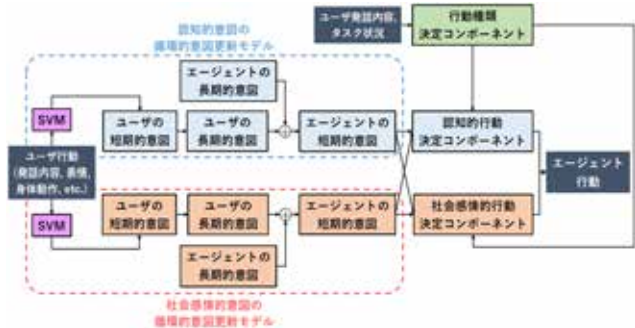 認知的意図の
循環的意図更新モデル
ユーザ発話内容,
タスク状況
行動種類
決定コンポーネント
エージェントの
長期的意図
SVM
ユーザの
短期的意図
ユーザの
長期的意図
エージェントの
短期的意図
認知的行動
決定コンポーネント
ユーザ行動
(発話内容, 表情,
身体動作, etc.)
エージェント
行動
SVM
ユーザの
短期的意図
ユーザの
長期的意図
エージェントの
短期的意図
社会感情的行動
決定コンポーネント
エージェントの
長期的意図
社会感情的意図の
循環的意図更新モデル